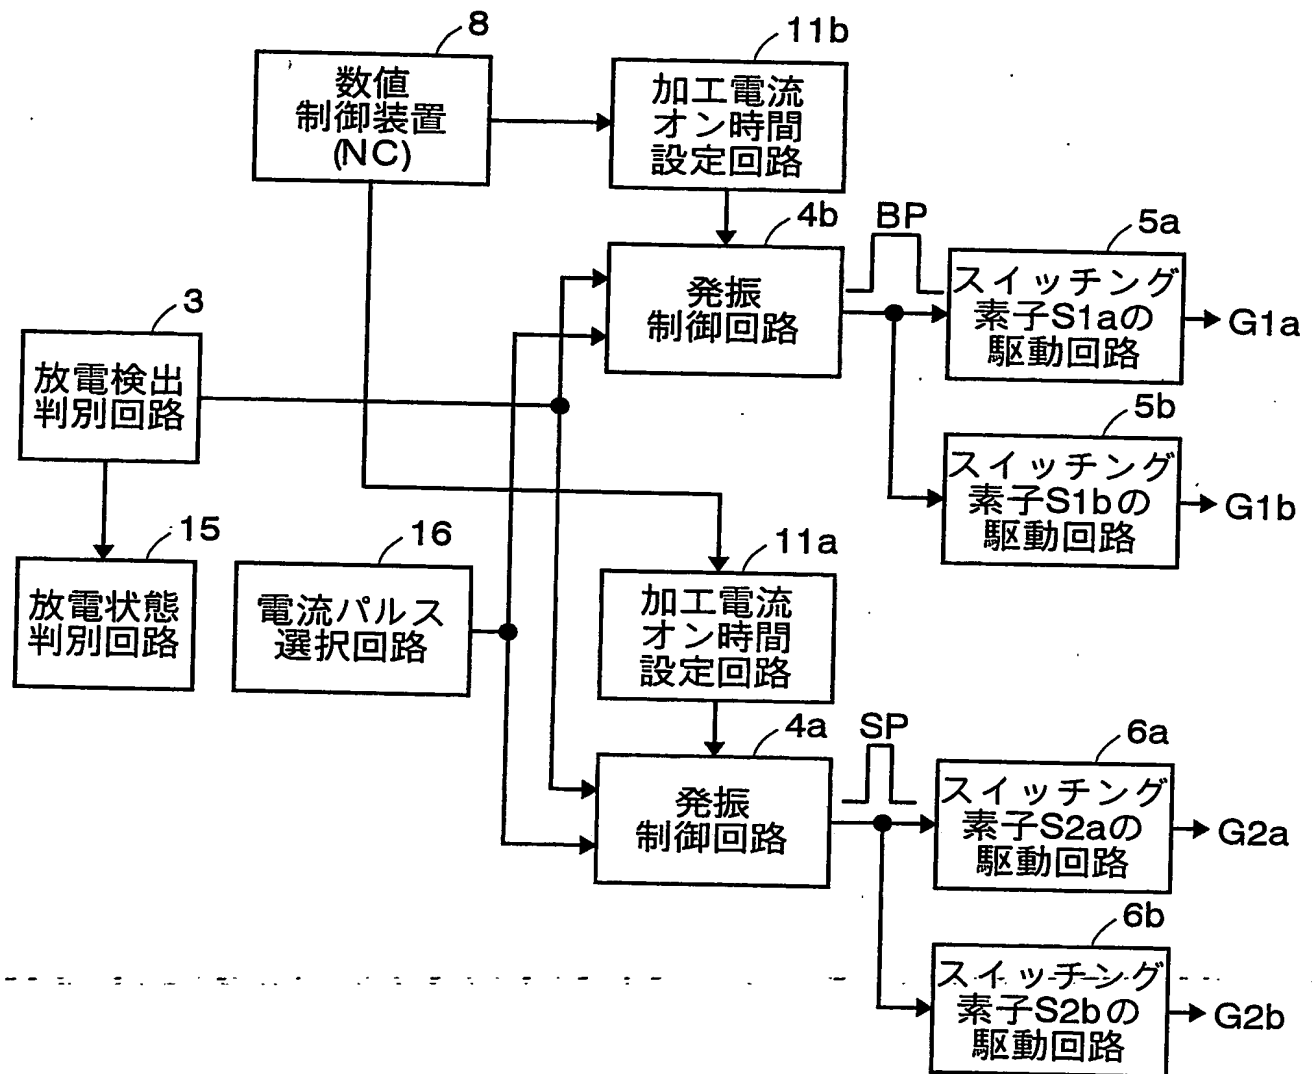 8
数値
制御装置
(NC)
11b
加工電流
オン時間
設定回路
4b
発振
制御回路
BP
5a
スイッチング
素子S1aの
駆動回路
G1a
3
放電検出
判別回路
5b
スイッチング
素子S1bの
駆動回路
G1b
15
放電状態
判別回路
16
電流パルス
選択回路
11a
加工電流
オン時間
設定回路
4a
発振
制御回路
SP
6a
スイッチング
素子S2aの
駆動回路
G2a
6b
スイッチング
素子S2bの
駆動回路
G2b